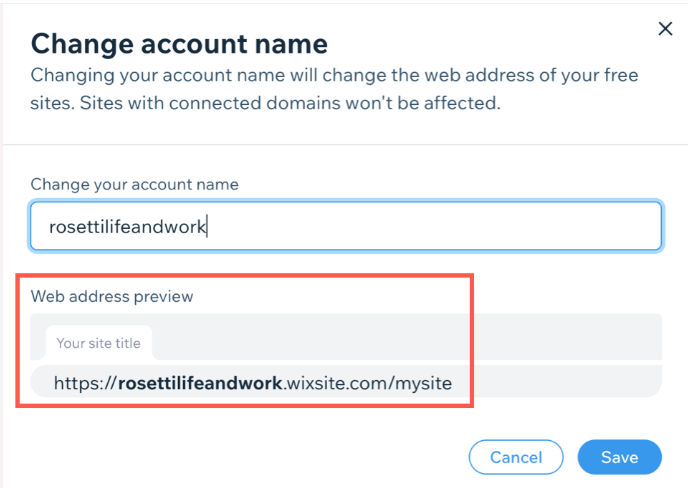 Change account name
Changing your account name will change the web address of your free
sites. Sites with connected domains won't be affected.
Change your account name
rosettilifeandwork
Web address preview
Your site title
https://rosettilifeandwork.wixsite.com/mysite
Cancel
Save